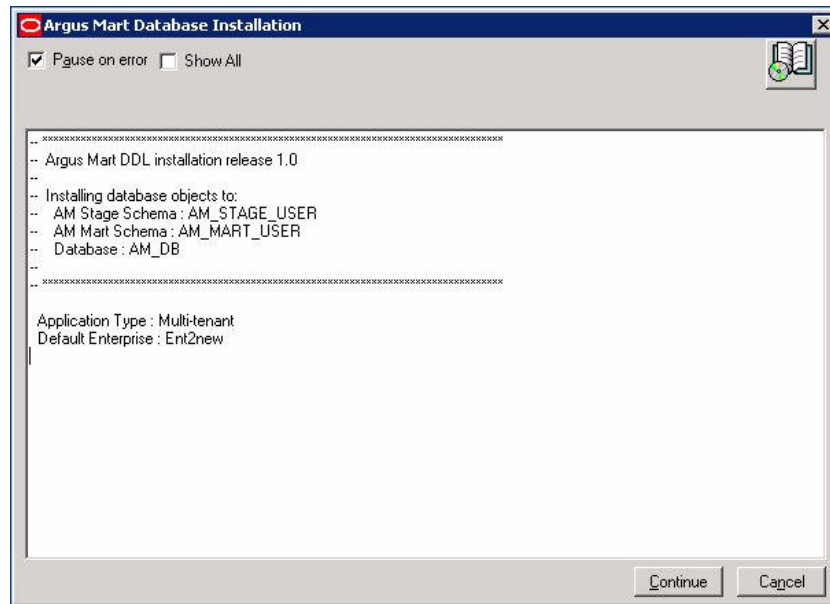 Argus Mart Database Installation
Pause on error Show All
-- ************************************************************************************
-- Argus Mart DDL installation release 1.0
--
-- Installing database objects to:
-- AM Stage Schema : AM_STAGE_USER
-- AM Mart Schema : AM_MART_USER
-- Database : AM_DB
--
-- ************************************************************************************
Application Type : Multi-tenant
Default Enterprise : Ent2new
Continue Cancel